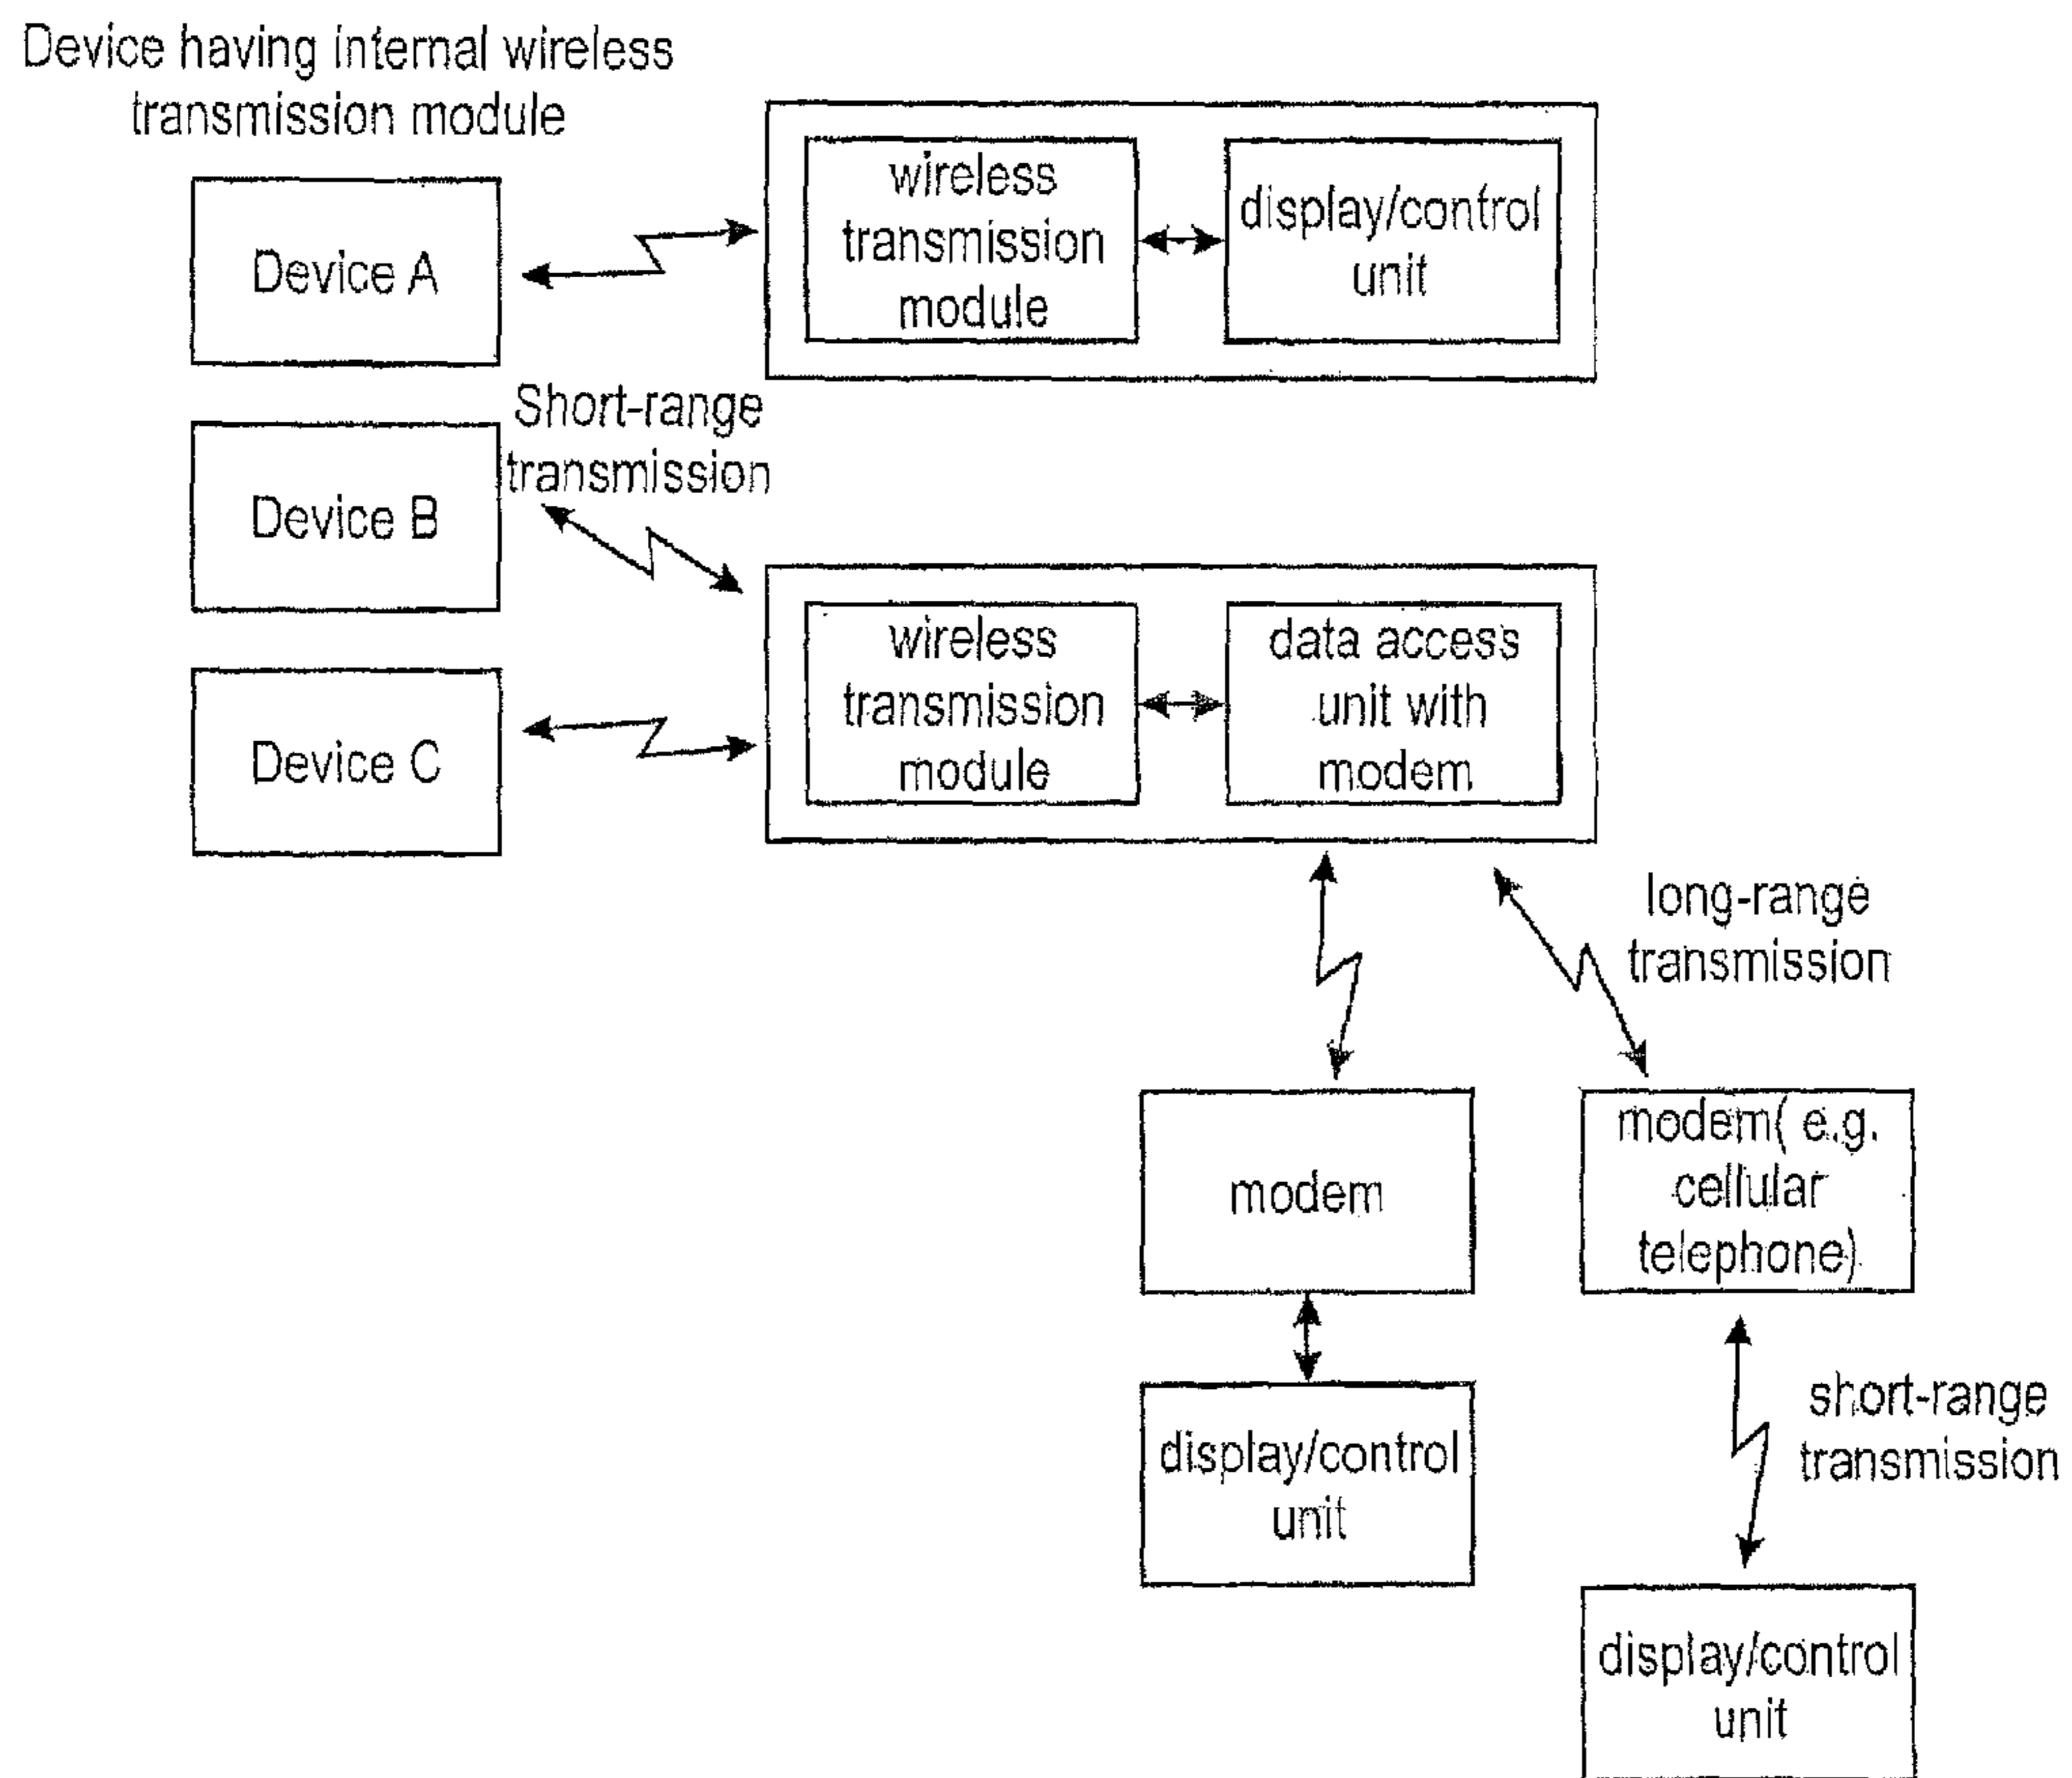 Device having internal wireless
transmission module
Device A
wireless
transmission
module
display/control
unit
Short-range
transmission
Device B
Device C
wireless
transmission
module
data access
unit with
modem
long-range
transmission
modem
modem( e.g.
cellular
telephone)
display/control
unit
short-range
transmission
display/control
unit